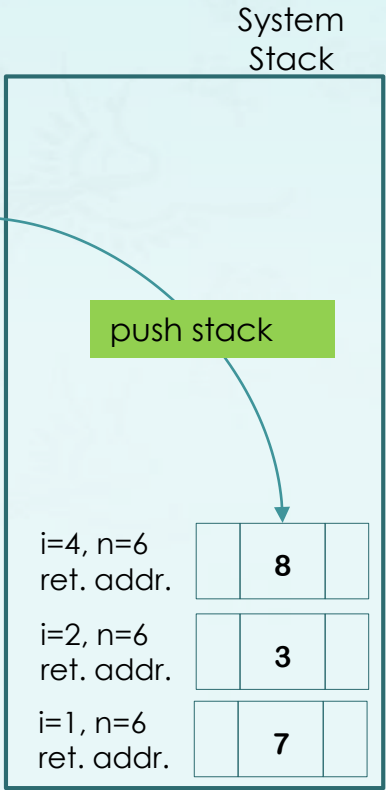 System
Stack
push stack
i=4, n=6
ret. addr.
8
i=2, n=6
ret. addr.
3
i=1, n=6
ret. addr.
7